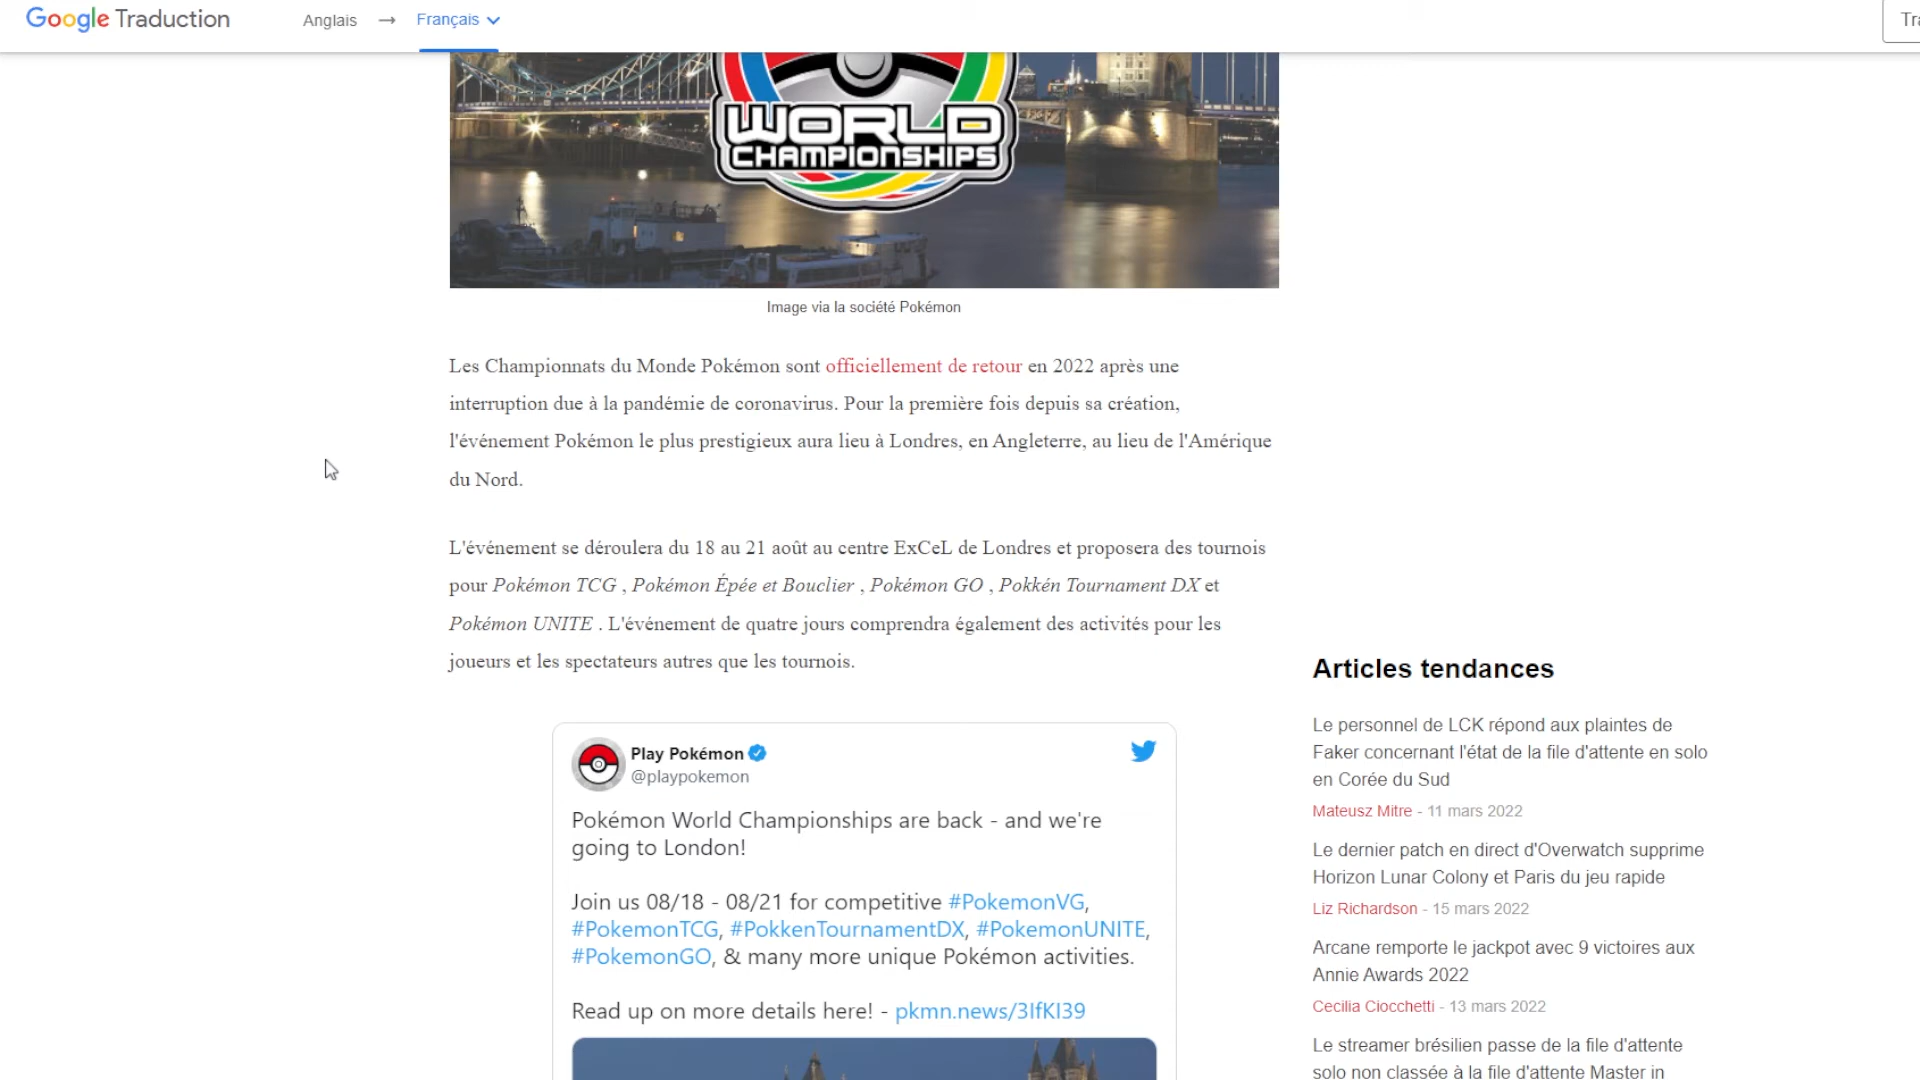 Google Traduction
Anglais → Français
WORLD
CHAMPIONSHIPS
Image via la société Pokémon
Les Championnats du Monde Pokémon sont officiellement de retour en 2022 après une
interruption due à la pandémie de coronavirus. Pour la première fois depuis sa création,
l'événement Pokémon le plus prestigieux aura lieu à Londres, en Angleterre, au lieu de l'Amérique
du Nord.
L'événement se déroulera du 18 au 21 août au centre ExCeL de Londres et proposera des tournois
pour Pokémon TCG , Pokémon Épée et Bouclier , Pokémon GO , Pokkén Tournament DX et
Pokémon UNITE . L'événement de quatre jours comprendra également des activités pour les
joueurs et les spectateurs autres que les tournois.
Play Pokémon
@playpokemon
Pokémon World Championships are back - and we're
going to London!
Join us 08/18 - 08/21 for competitive #PokemonVG,
#PokemonTCG, #PokkenTournamentDX, #PokemonUNITE,
#PokemonGO, & many more unique Pokémon activities.
Read up on more details here! - pkmn.news/3IfKI39
Articles tendances
Le personnel de LCK répond aux plaintes de
Faker concernant l'état de la file d'attente en solo
en Corée du Sud
Mateusz Mitre - 11 mars 2022
Le dernier patch en direct d'Overwatch supprime
Horizon Lunar Colony et Paris du jeu rapide
Liz Richardson - 15 mars 2022
Arcane remporte le jackpot avec 9 victoires aux
Annie Awards 2022
Cecilia Ciocchetti - 13 mars 2022
Le streamer brésilien passe de la file d'attente
solo non classée à la file d'attente Master in